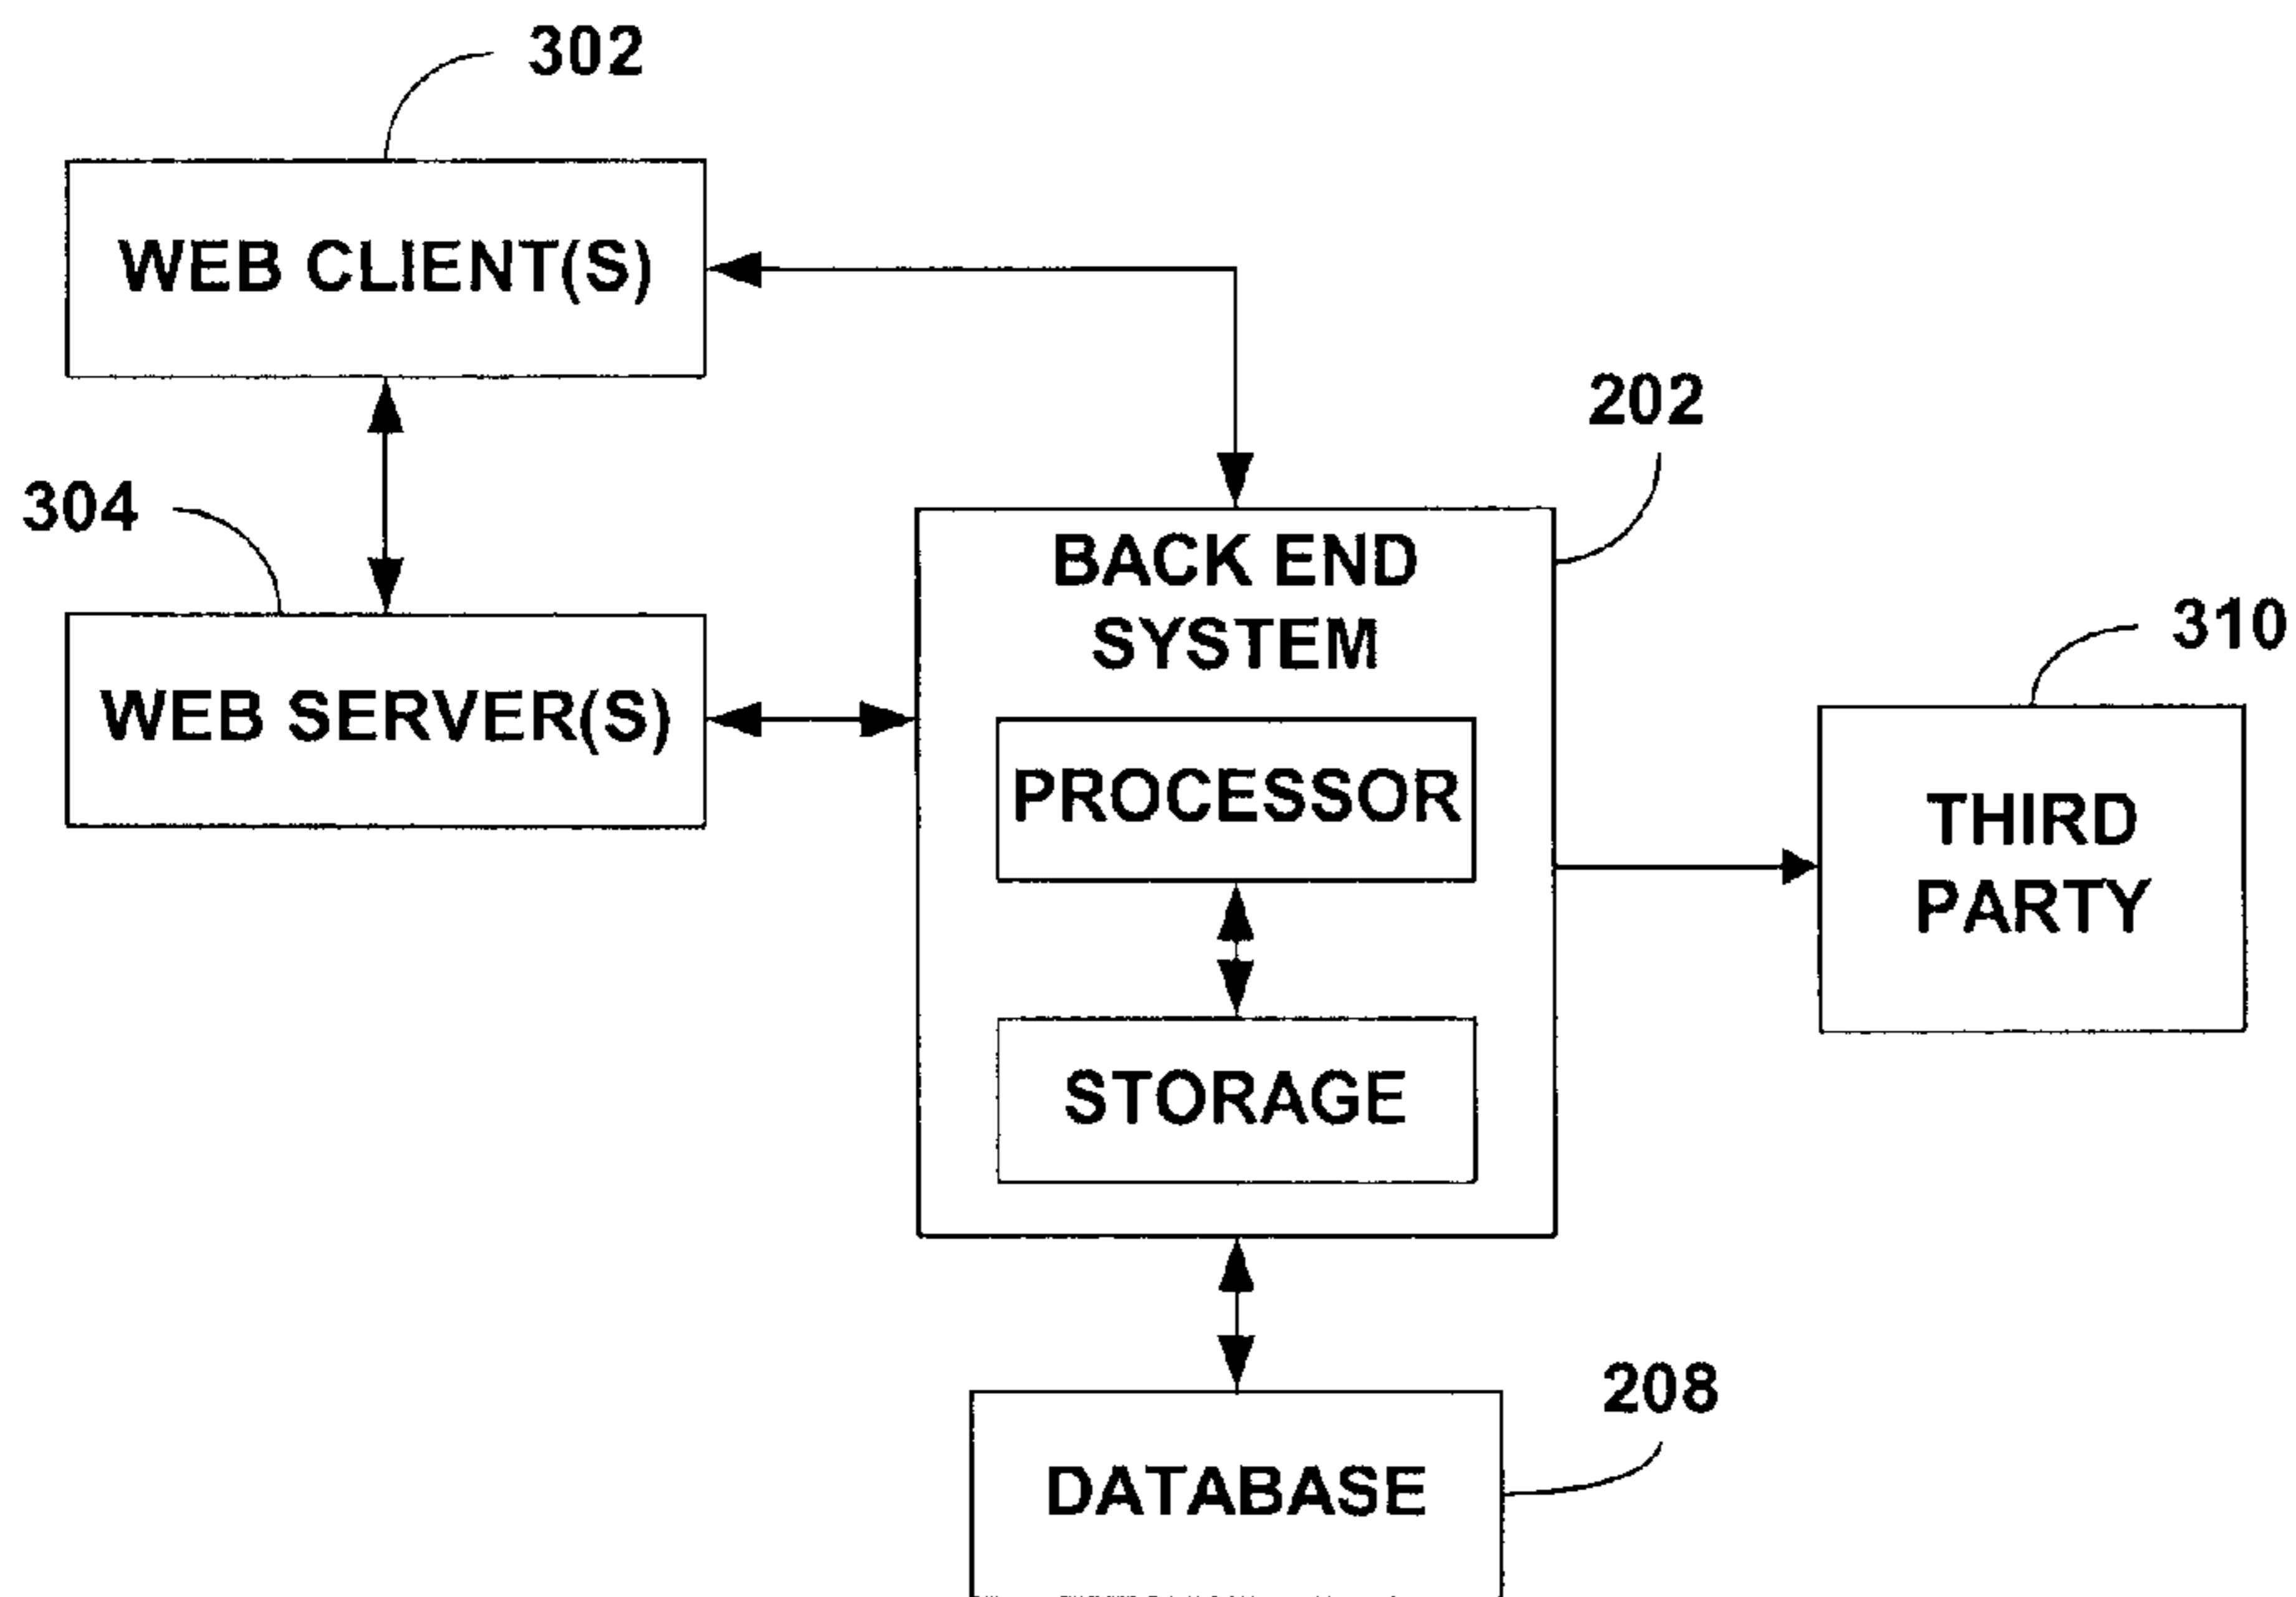 302
WEB CLIENT(S)
202
304
BACK END
SYSTEM
310
WEB SERVER(S)
PROCESSOR
THIRD
PARTY
STORAGE
208
DATABASE